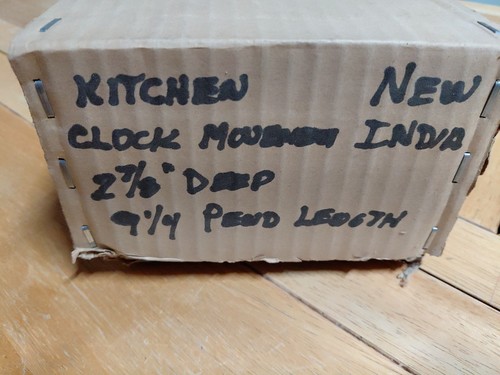 KITCHEN NEW
CLOCK MOVEMENT INDIA
2 7/8" DEEP
9 1/4 PEND LENGTH